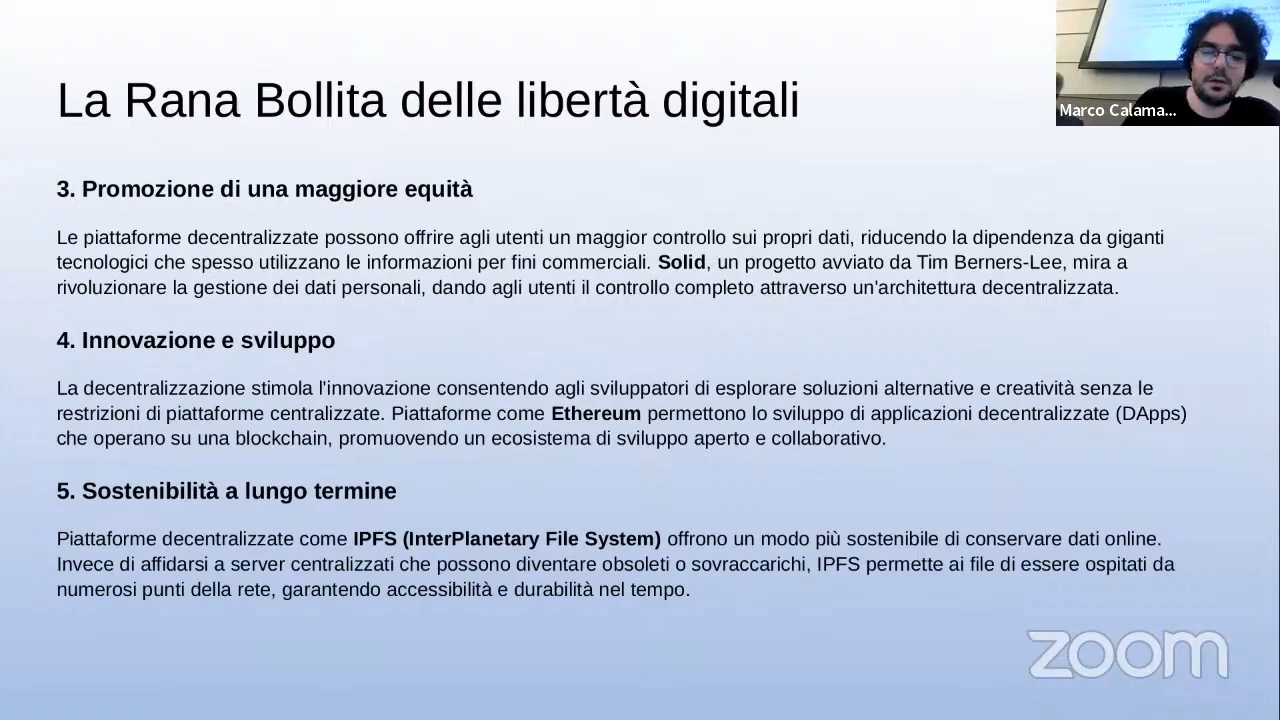 La Rana Bollita delle libertà digitali
Marco Calama...
3. Promozione di una maggiore equità
Le piattaforme decentralizzate possono offrire agli utenti un maggior controllo sui propri dati, riducendo la dipendenza da giganti
tecnologici che spesso utilizzano le informazioni per fini commerciali. Solid, un progetto avviato da Tim Berners-Lee, mira a
rivoluzionare la gestione dei dati personali, dando agli utenti il controllo completo attraverso un'architettura decentralizzata.
4. Innovazione e sviluppo
La decentralizzazione stimola l'innovazione consentendo agli sviluppatori di esplorare soluzioni alternative e creatività senza le
restrizioni di piattaforme centralizzate. Piattaforme come Ethereum permettono lo sviluppo di applicazioni decentralizzate (DApps)
che operano su una blockchain, promuovendo un ecosistema di sviluppo aperto e collaborativo.
5. Sostenibilità a lungo termine
Piattaforme decentralizzate come IPFS (InterPlanetary File System) offrono un modo più sostenibile di conservare dati online.
Invece di affidarsi a server centralizzati che possono diventare obsoleti o sovraccarichi, IPFS permette ai file di essere ospitati da
numerosi punti della rete, garantendo accessibilità e durabilità nel tempo.
zoom